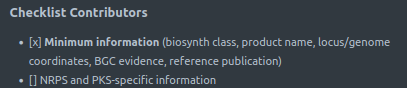 Checklist Contributors
• [x] Minimum information (biosynth class, product name, locus/genome
coordinates, BGC evidence, reference publication)
• [] NRPS and PKS-specific information